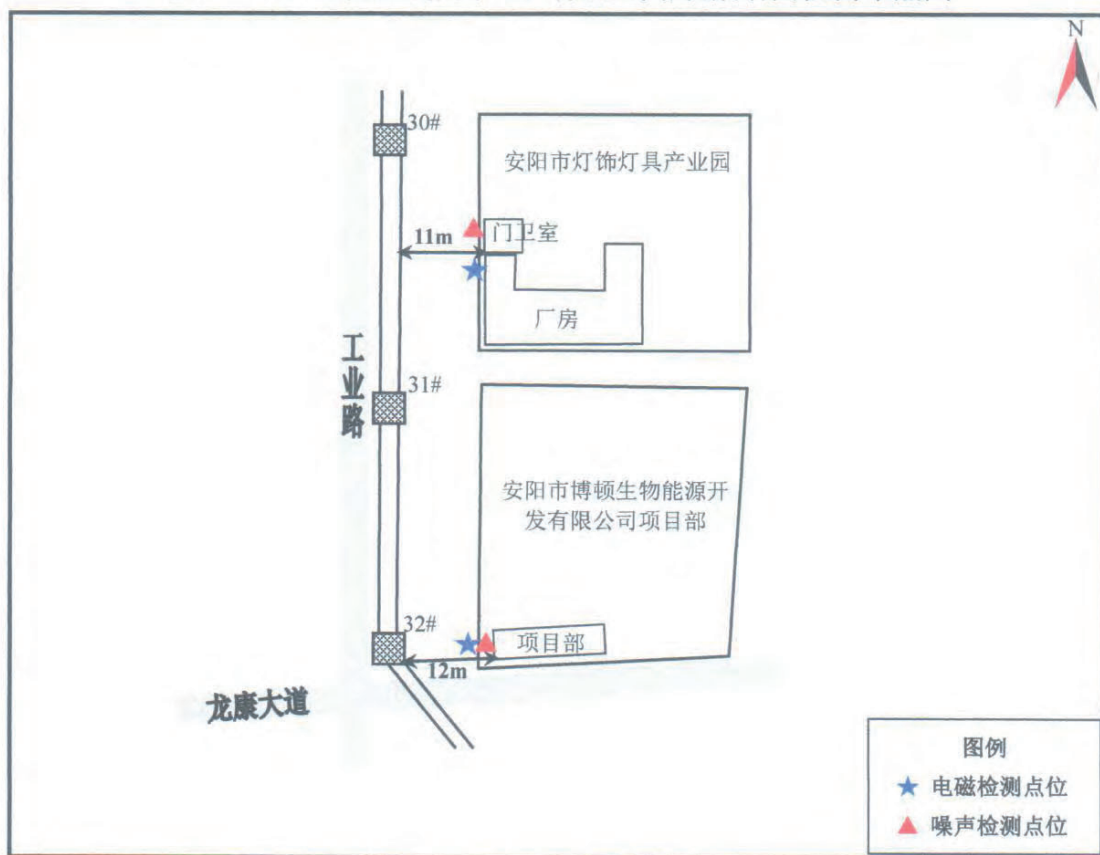 N
30#
安阳市灯饰灯具产业园
门卫室
11m
厂房
工业路
31#
安阳市博顿生物能源开
发有限公司项目部
32#
项目部
12m
龙康大道
图例
电磁检测点位
噪声检测点位